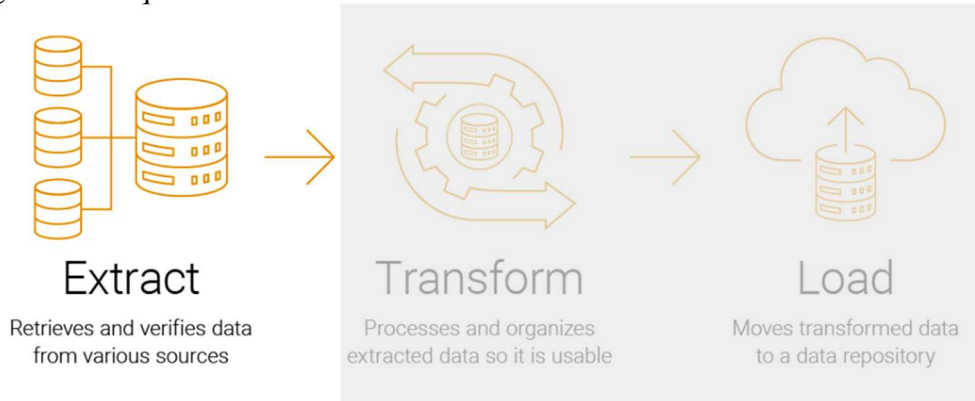 Extract
Retrieves and verifies data
from various sources
Transform
Processes and organizes
extracted data so it is usable
Load
Moves transformed data
to a data repository